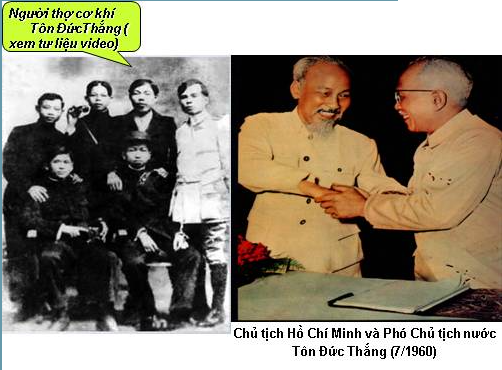 Người thợ cơ khí
Tôn ĐứcThắng (
xem tư liệu video)
Chủ tịch Hồ Chí Minh và Phó Chủ tịch nước
Tôn Đức Thắng (7/1960)